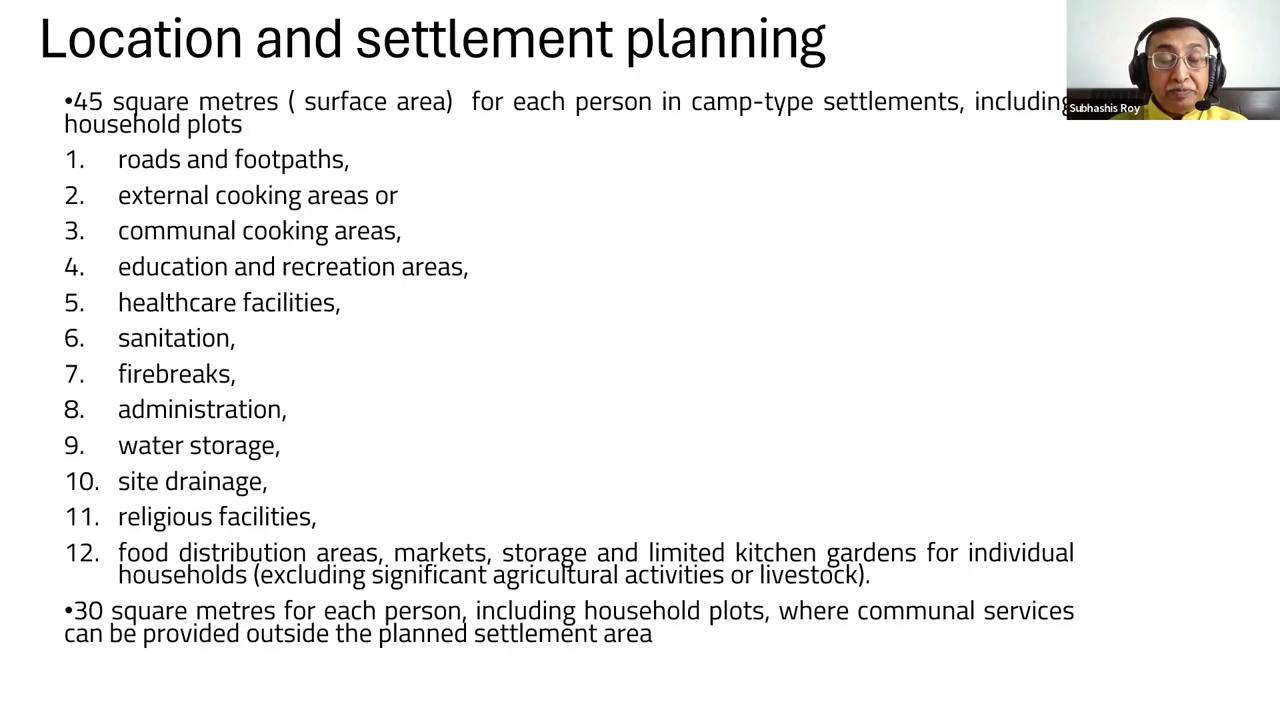 Location and settlement planning
•45 square metres ( surface area) for each person in camp-type settlements, including
household plots
1. roads and footpaths,
2. external cooking areas or
3. communal cooking areas,
4. education and recreation areas,
5. healthcare facilities,
6. sanitation,
7. firebreaks,
8. administration,
9. water storage,
10. site drainage,
11. religious facilities,
12. food distribution areas, markets, storage and limited kitchen gardens for individual
households (excluding significant agricultural activities or livestock).
•30 square metres for each person, including household plots, where communal services
can be provided outside the planned settlement area
Subhashis Roy